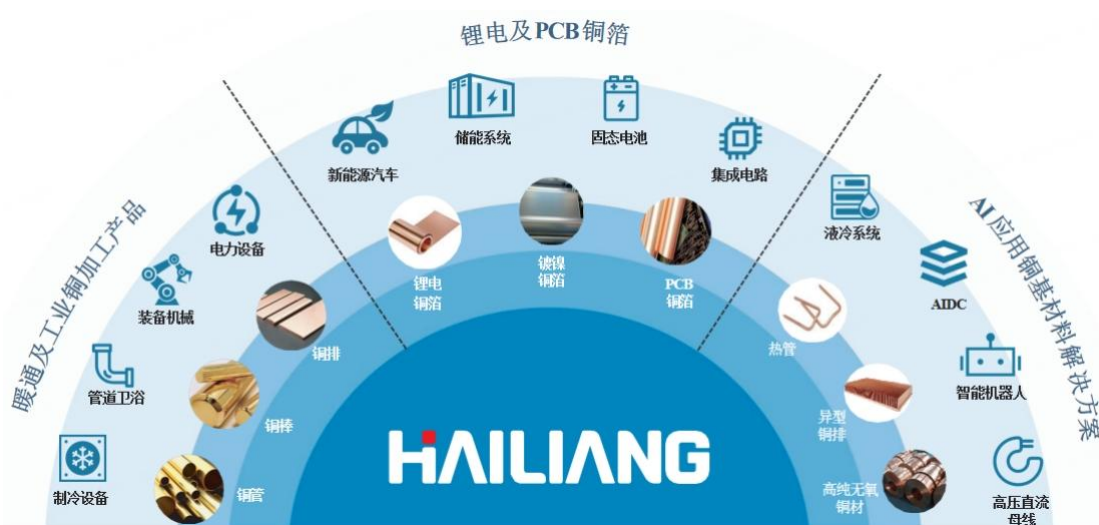 锂电及PCB铜箔
新能源汽车
储能系统
固态电池
集成电路
锂电
铜箔
镀镍
铜箔
PCB
铜箔
暖通及工业铜加工产品
电力设备
装备机械
管道卫浴
制冷设备
铜排
铜棒
铜管
AI应用铜基材料解决方案
液冷系统
AIDC
智能机器人
高压直流
母线
热管
异型
铜排
高纯无氧
铜材
HAILIANG